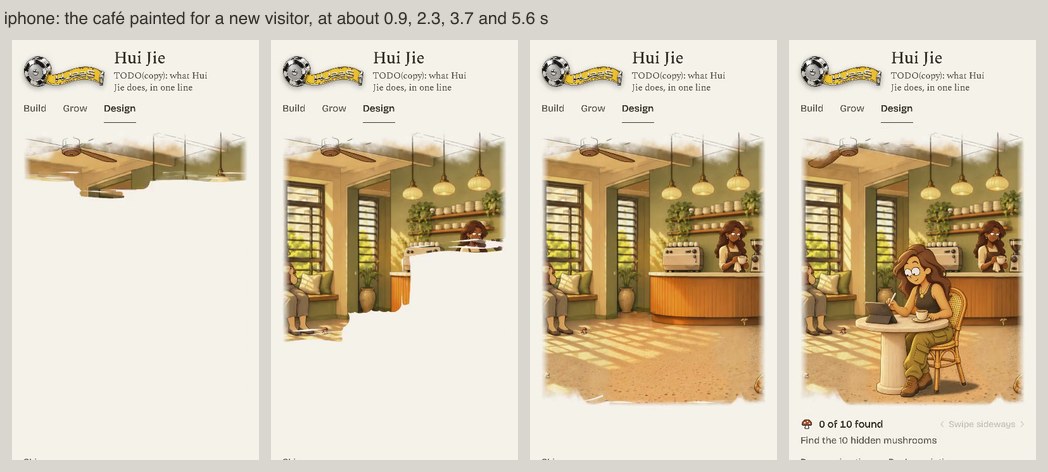 iphone: the café painted for a new visitor, at about 0.9, 2.3, 3.7 and 5.6 s
Hui Jie
TODO(copy): what Hui
Jie does, in one line
Build Grow Design
Hui Jie
TODO(copy): what Hui
Jie does, in one line
Build Grow Design
Hui Jie
TODO(copy): what Hui
Jie does, in one line
Build Grow Design
Hui Jie
TODO(copy): what Hui
Jie does, in one line
Build Grow Design
0 of 10 found
Swipe sideways
Find the 10 hidden mushrooms